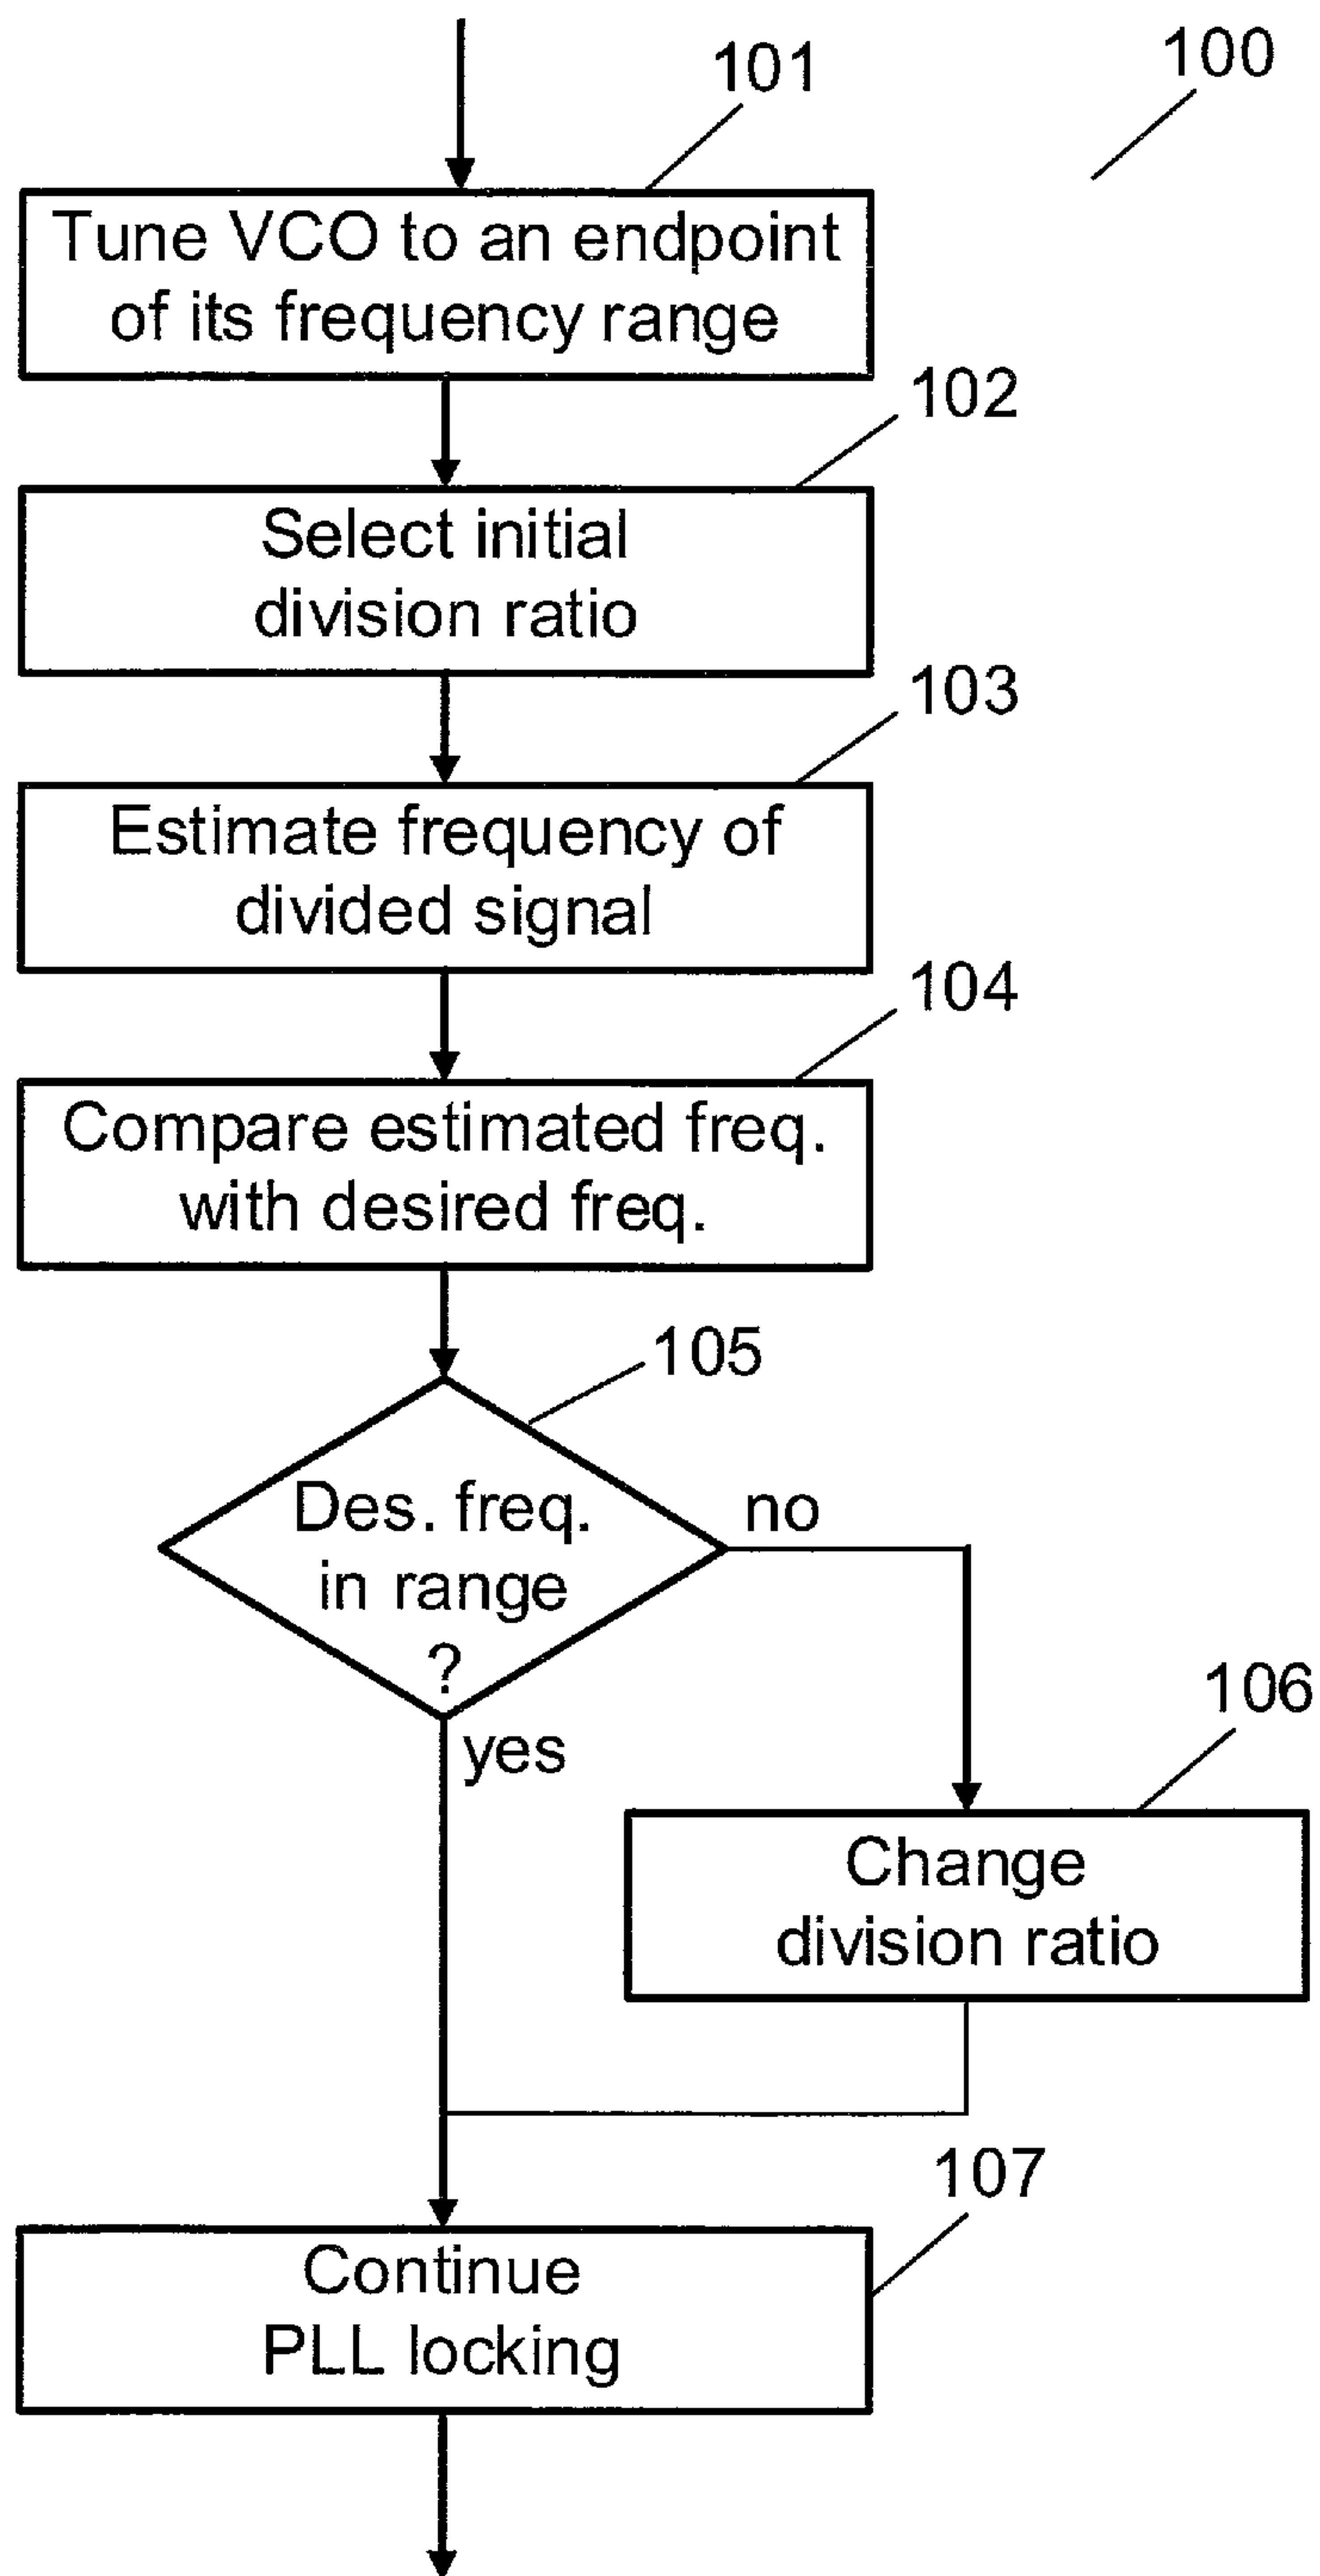 100
101
Tune VCO to an endpoint
of its frequency range
102
Select initial
division ratio
103
Estimate frequency of
divided signal
104
Compare estimated freq.
with desired freq.
105
Des. freq.
in range
?
no
yes
106
Change
division ratio
107
Continue
PLL locking